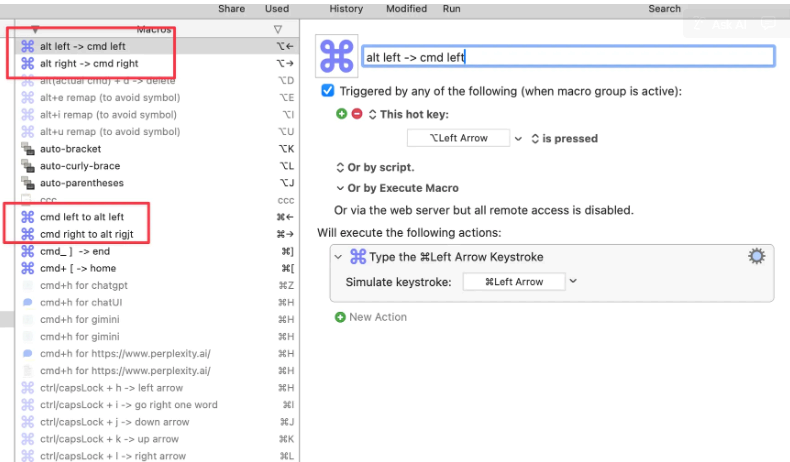 Share Used History Modified Run Search
Macros
alt left -> cmd left ⌥←
alt right -> cmd right ⌥→
alt(actual cmd) + d -> delete ⌥D
alt+e remap (to avoid symbol) ⌥E
alt+i remap (to avoid symbol) ⌥I
alt+u remap (to avoid symbol) ⌥U
auto-bracket ⌥K
auto-curly-brace ⌥L
auto-parentheses ⌥J
ccc ccc
cmd left to alt left ⌘←
cmd right to alt rigjt ⌘→
cmd_ ] -> end ⌘]
cmd+ [ -> home ⌘[
cmd+h for chatgpt ⌘Z
cmd+h for chatUI ⌘H
cmd+h for gimini ⌘H
cmd+h for gimini ⌘H
cmd+h for https://www.perplexity.ai/ ⌘H
cmd+h for https://www.perplexity.ai/ ⌘H
ctrl/capsLock + h -> left arrow ⌘H
ctrl/capsLock + i -> go right one word ⌘I
ctrl/capsLock + j -> down arrow ⌘J
ctrl/capsLock + k -> up arrow ⌘K
ctrl/capsLock + l -> right arrow ⌘L
alt left -> cmd left
Triggered by any of the following (when macro group is active):
This hot key:
⌥Left Arrow is pressed
Or by script.
Or by Execute Macro
Or via the web server but all remote access is disabled.
Will execute the following actions:
Type the ⌘Left Arrow Keystroke
Simulate keystroke: ⌘Left Arrow
New Action